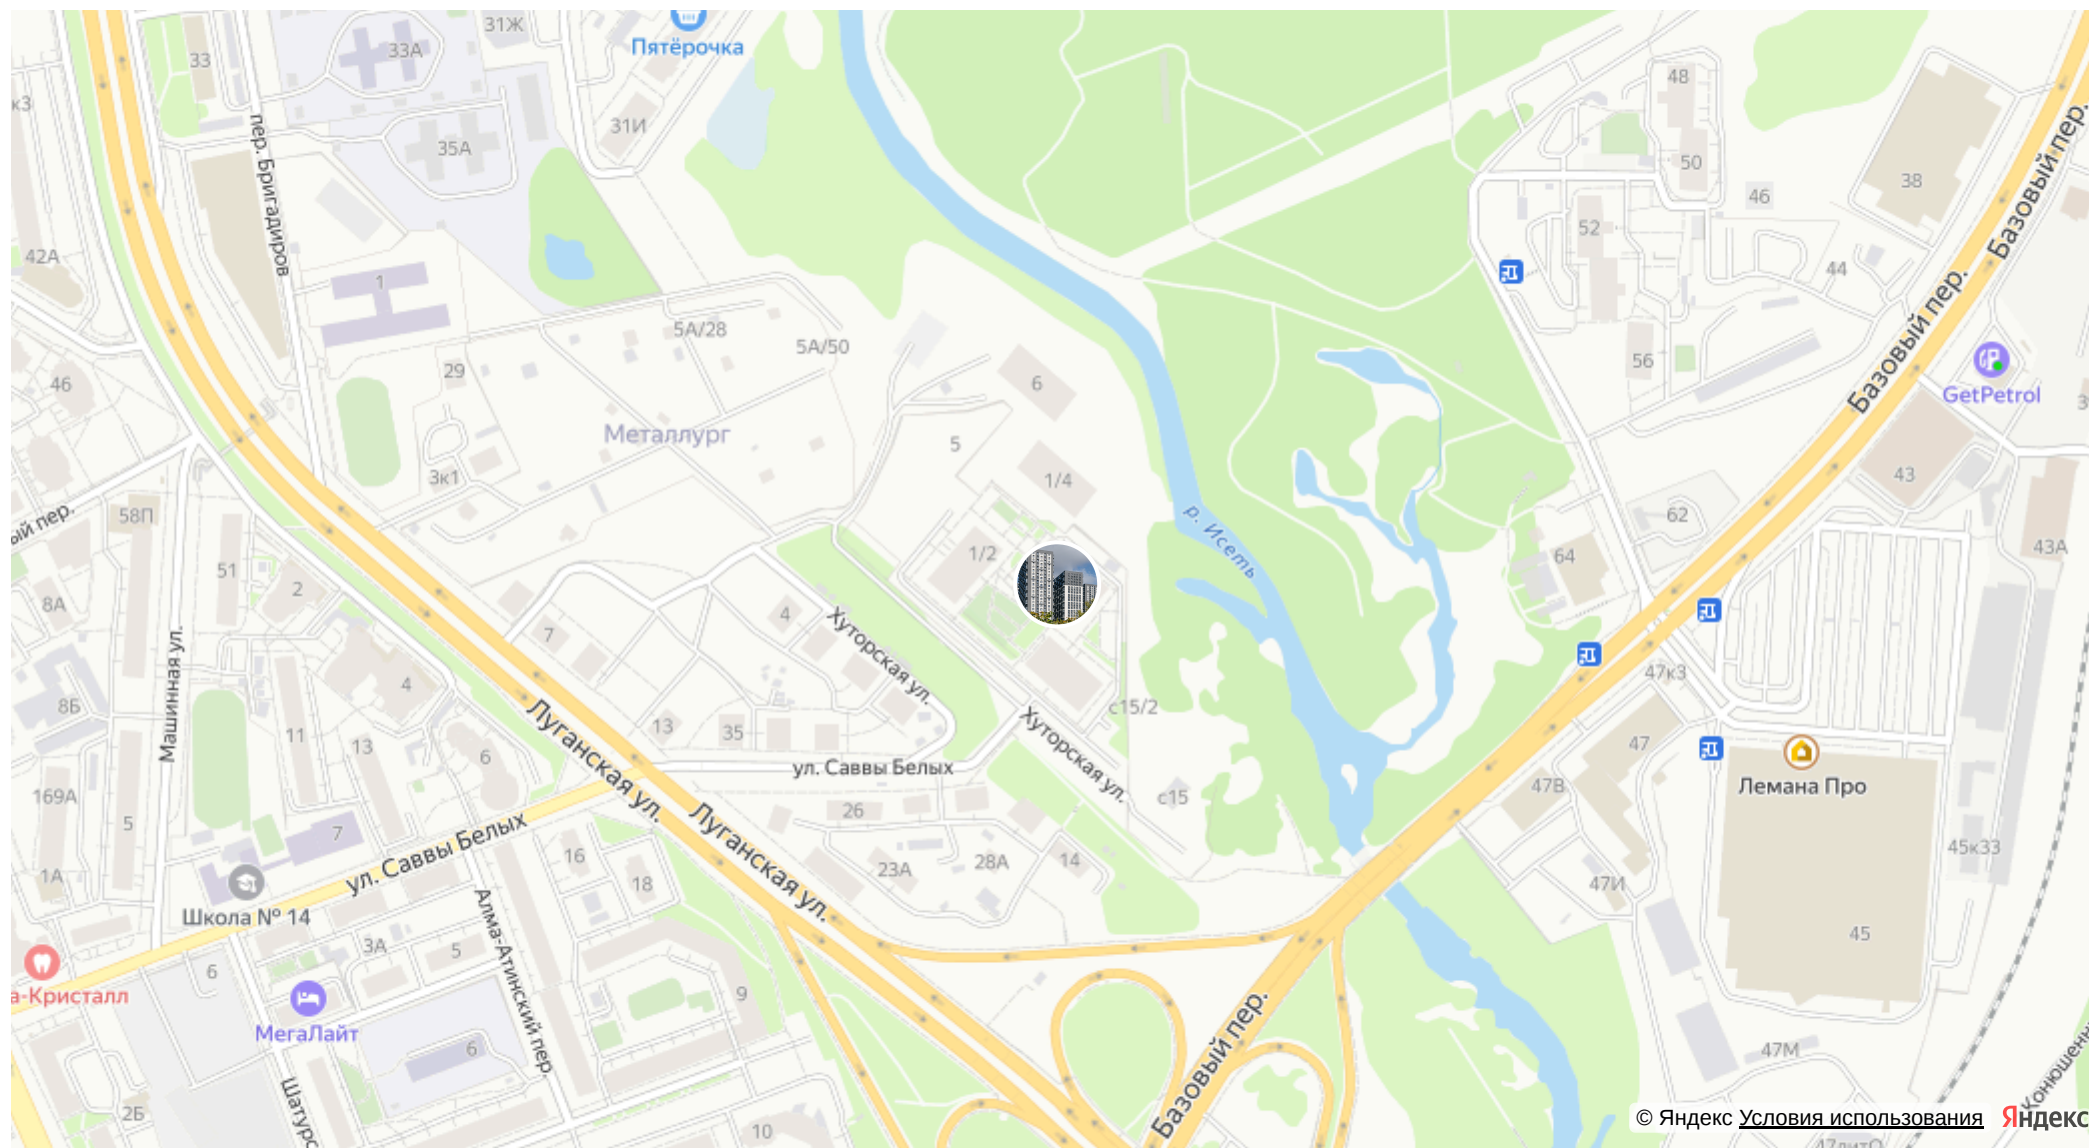 31Ж
33
33А
Пятёрочка
к3
31И
35А
пер. Бригадиров
48
50
46
38
Базовый пер.
52
42А
44
1
5А/28
5А/50
Базовый пер.
29
6
56
46
GetPetrol
Металлург
5
3к1
1/4
43
58П
ый пер.
р. Исеть
62
43А
51
1/2
64
2
8А
4
7
Хуторская ул.
Машинная ул.
4
47к3
8Б
11
13
35
13
с15/2
Луганская ул.
Хуторская ул.
6
47
ул. Саввы Белых
47В
Лемана Про
169А
5
26
с15
7
Луганская ул.
ул. Саввы Белых
16
18
23А
28А
14
45к33
1А
47И
Школа № 14
Алма-Атинский пер.
45
3А
5
6
а-Кристалл
9
МегаЛайт
Базовый пер.
6
47М
2Б
10
© Яндекс Условия использования
Яндекс